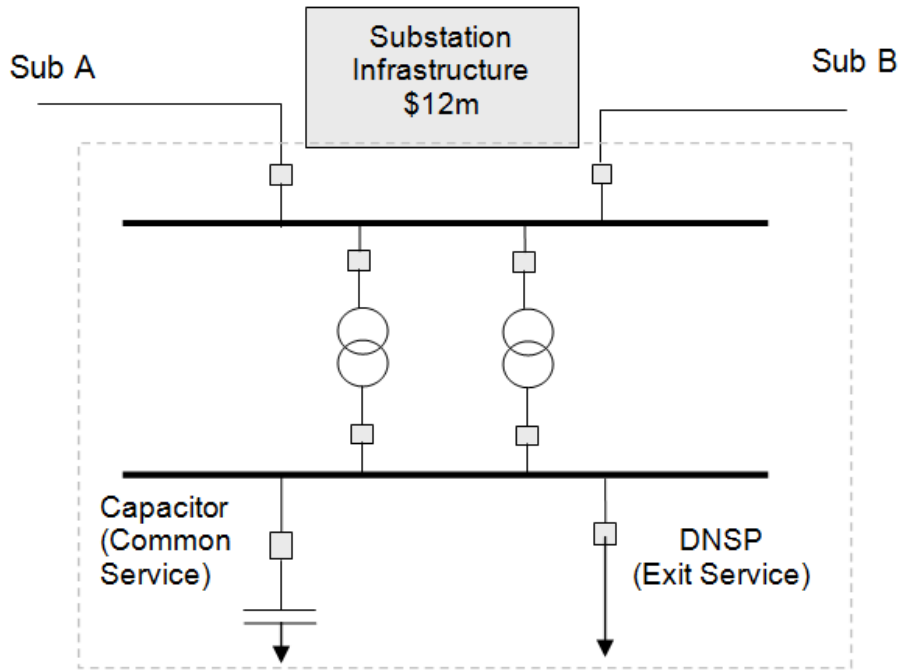 Substation
Infrastructure
$12m
Sub A
Sub B
Capacitor
(Common
Service)
DNSP
(Exit Service)